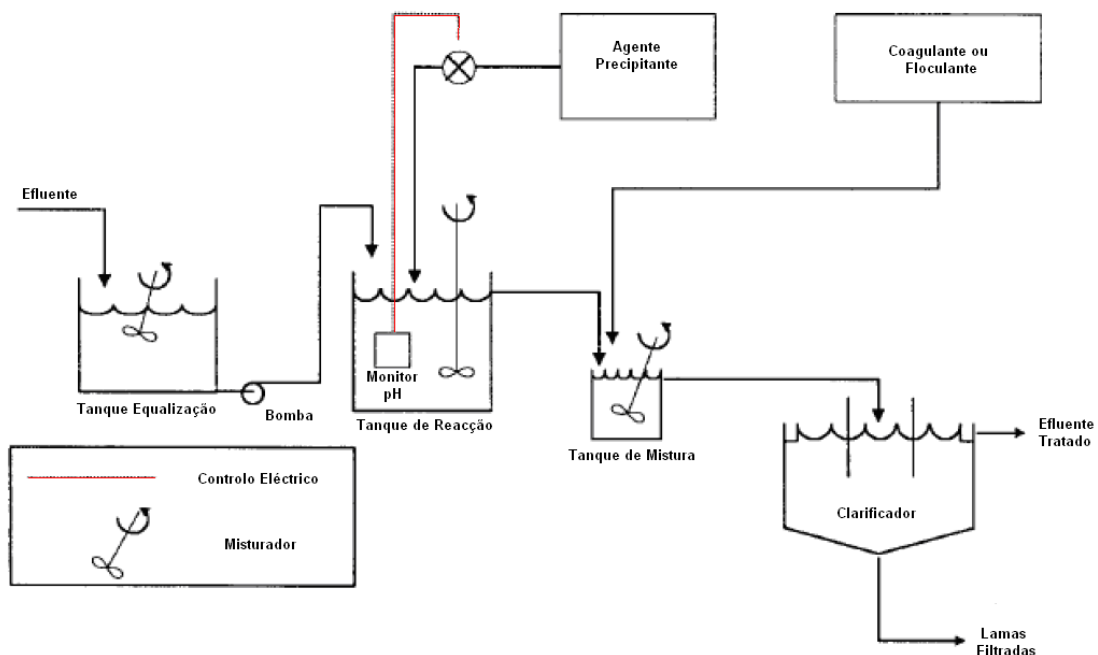 Agente
Precipitante
Coagulante ou
Floculante
Efluente
Monitor
pH
Tanque Equalização
Bomba
Tanque de Reacção
Tanque de Mistura
Efluente
Tratado
Clarificador
Controlo Eléctrico
Misturador
Lamas
Filtradas